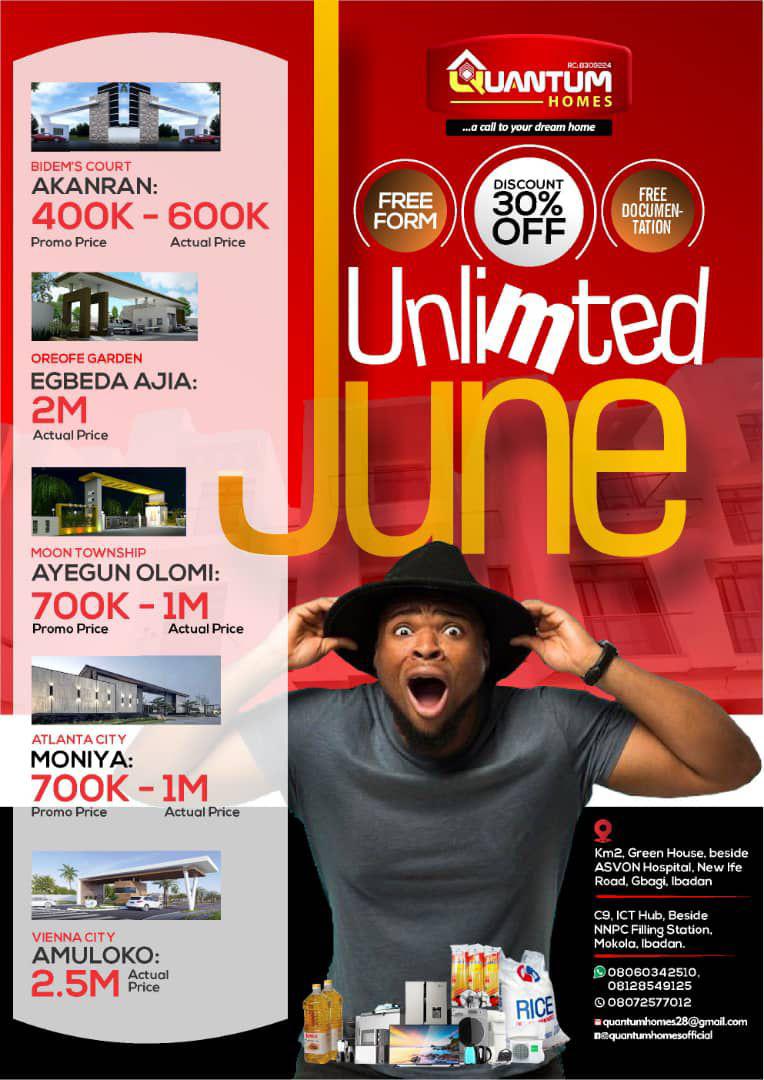 RC:8309224
QUANTUM
HOMES
...a call to your dream home
FREE
FORM
DISCOUNT
30%
OFF
FREE
DOCUMEN-
TATION
Unlimted
June
BIDEM'S COURT
AKANRAN:
400K - 600K
Promo Price Actual Price
OREOFE GARDEN
EGBEDA AJIA:
2M
Actual Price
MOON TOWNSHIP
AYEGUN OLOMI:
700K - 1M
Promo Price Actual Price
ATLANTA CITY
MONIYA:
700K - 1M
Promo Price Actual Price
VIENNA CITY
AMULOKO:
2.5M Actual
Price
RICE
Km2, Green House, beside
ASVON Hospital, New Ife
Road, Gbagi, Ibadan
C9, ICT Hub, Beside
NNPC Filling Station,
Mokola, Ibadan.
08060342510,
08128549125
08072577012
quantumhomes28@gmail.com
@quantumhomesofficial